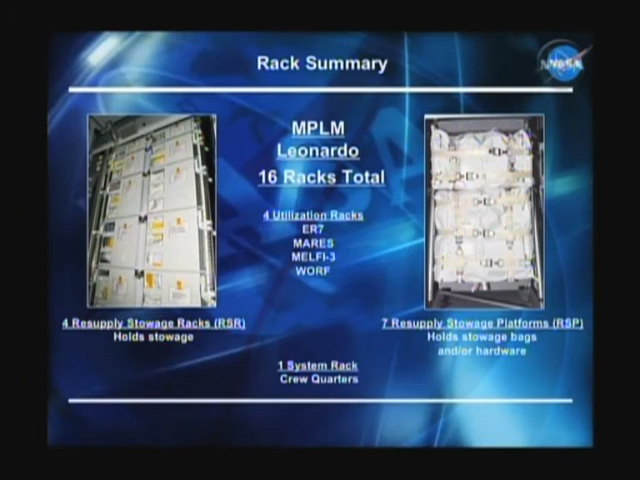 Rack Summary
NASA
MPLM
Leonardo
16 Racks Total
4 Utilization Racks
ER7
MARES
MELFI-3
WORF
4 Resupply Stowage Racks (RSR)
Holds stowage
7 Resupply Stowage Platforms (RSP)
Holds stowage bags
and/or hardware
1 System Rack
Crew Quarters